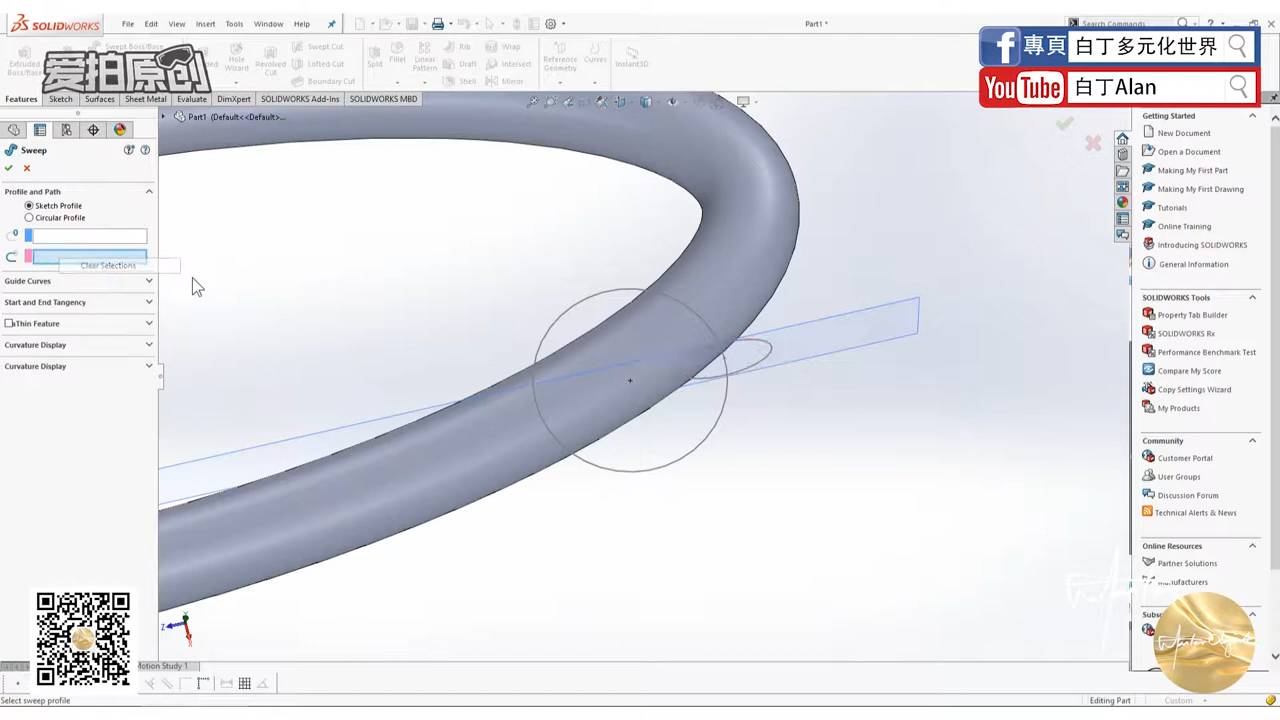 SOLIDWORKS
File Edit View Insert Tools Window Help
Part1 *
Search Commands
專頁 白丁多元化世界
YouTube 白丁Alan
爱拍原创
Extruded Boss/Base
Swept Boss/Base
Hole Wizard
Revolved Cut
Swept Cut
Lofted Cut
Boundary Cut
Split
Fillet
Linear Pattern
Rib
Draft
Shell
Wrap
Intersect
Mirror
Reference Geometry
Curves
Instant3D
Features Sketch Surfaces Sheet Metal Evaluate DimXpert SOLIDWORKS Add-Ins SOLIDWORKS MBD
Part1 (Default<<Default>...
Sweep
Profile and Path
Sketch Profile
Circular Profile
Clear Selections
Guide Curves
Start and End Tangency
Thin Feature
Curvature Display
Curvature Display
Getting Started
New Document
Open a Document
Making My First Part
Making My First Drawing
Tutorials
Online Training
Introducing SOLIDWORKS
General Information
SOLIDWORKS Tools
Property Tab Builder
SOLIDWORKS Rx
Performance Benchmark Test
Compare My Score
Copy Settings Wizard
My Products
Community
Customer Portal
User Groups
Discussion Forum
Technical Alerts & News
Online Resources
Partner Solutions
Manufacturers
Z
Motion Study 1
Select sweep profile
Editing Part
Custom